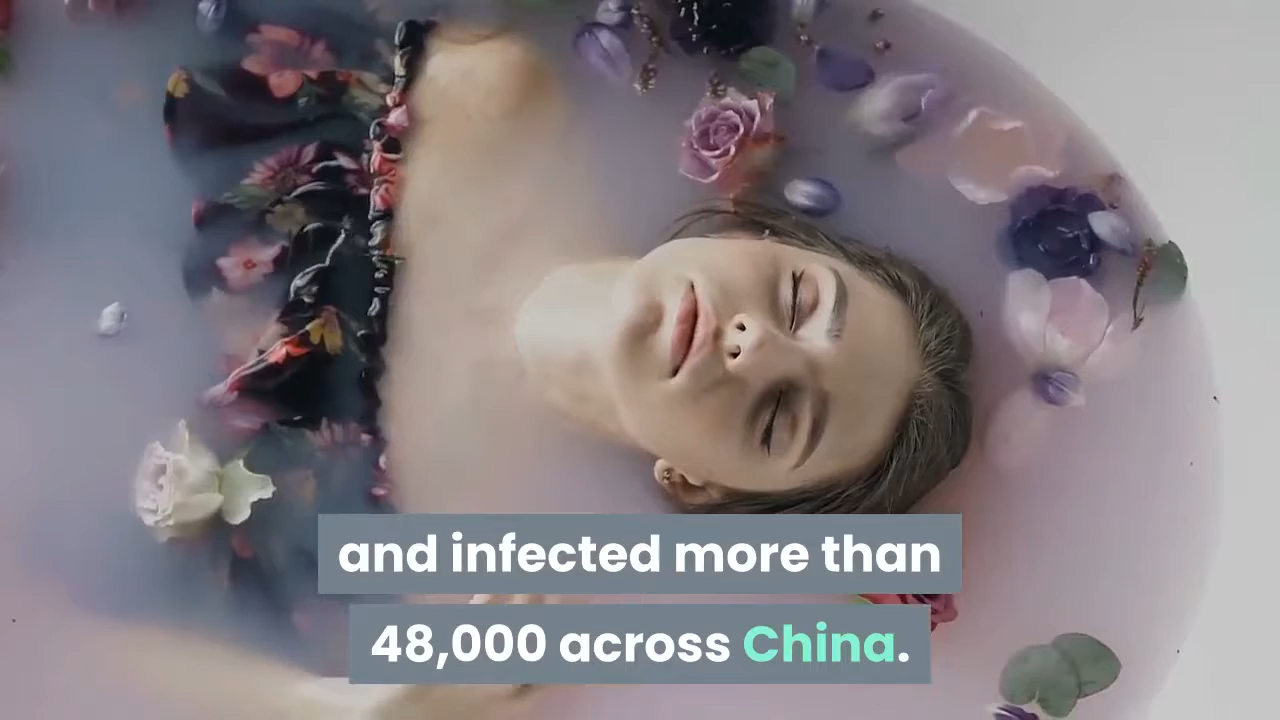 and infected more than
48,000 across China.